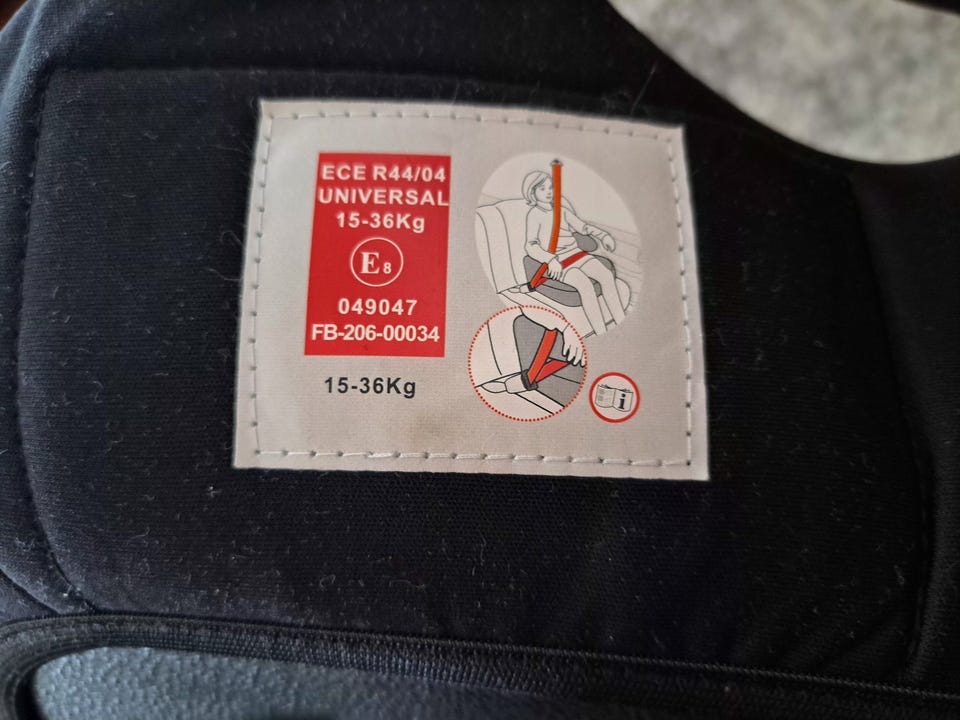 ECE R44/04
UNIVERSAL
15-36Kg
E8
049047
FB-206-00034
15-36Kg
i